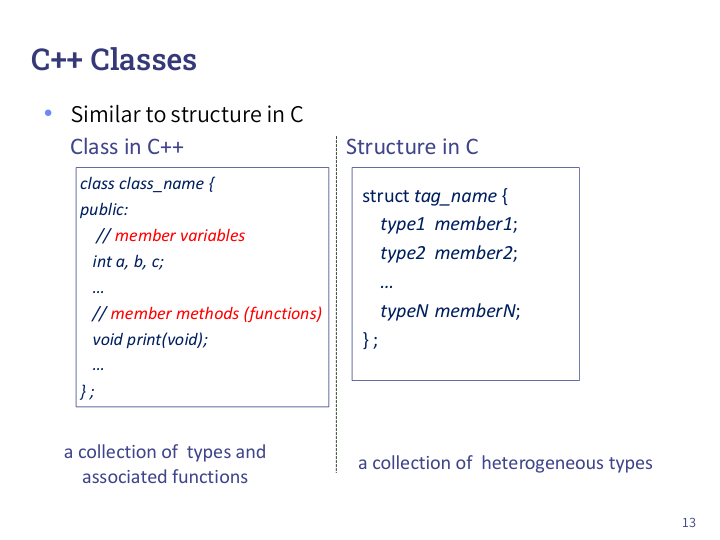 C++ Classes
• Similar to structure in C
Class in C++
class class_name {
public:
// member variables
int a, b, c;
…
// member methods (functions)
void print(void);
…
} ;
a collection of types and
associated functions
Structure in C
struct tag_name {
type1 member1;
type2 member2;
…
typeN memberN;
} ;
a collection of heterogeneous types
13